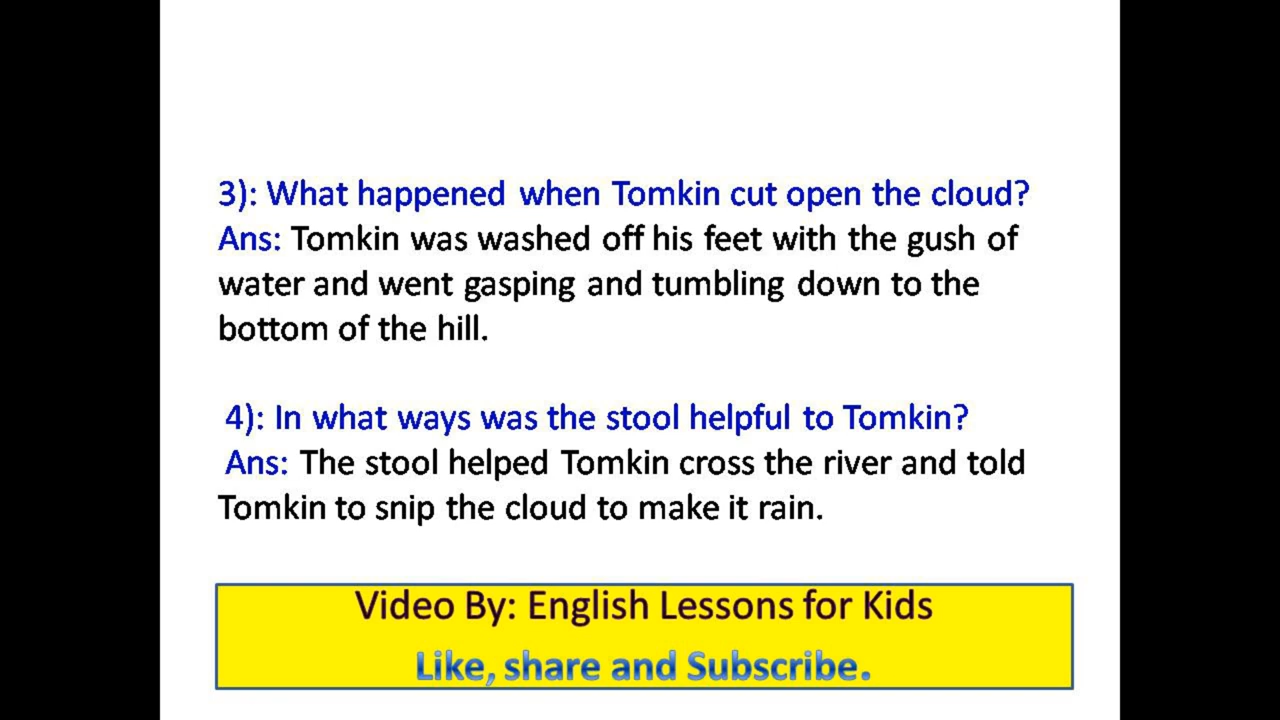 3): What happened when Tomkin cut open the cloud?
Ans: Tomkin was washed off his feet with the gush of
water and went gasping and tumbling down to the
bottom of the hill.
4): In what ways was the stool helpful to Tomkin?
Ans: The stool helped Tomkin cross the river and told
Tomkin to snip the cloud to make it rain.
Video By: English Lessons for Kids
Like, share and Subscribe.